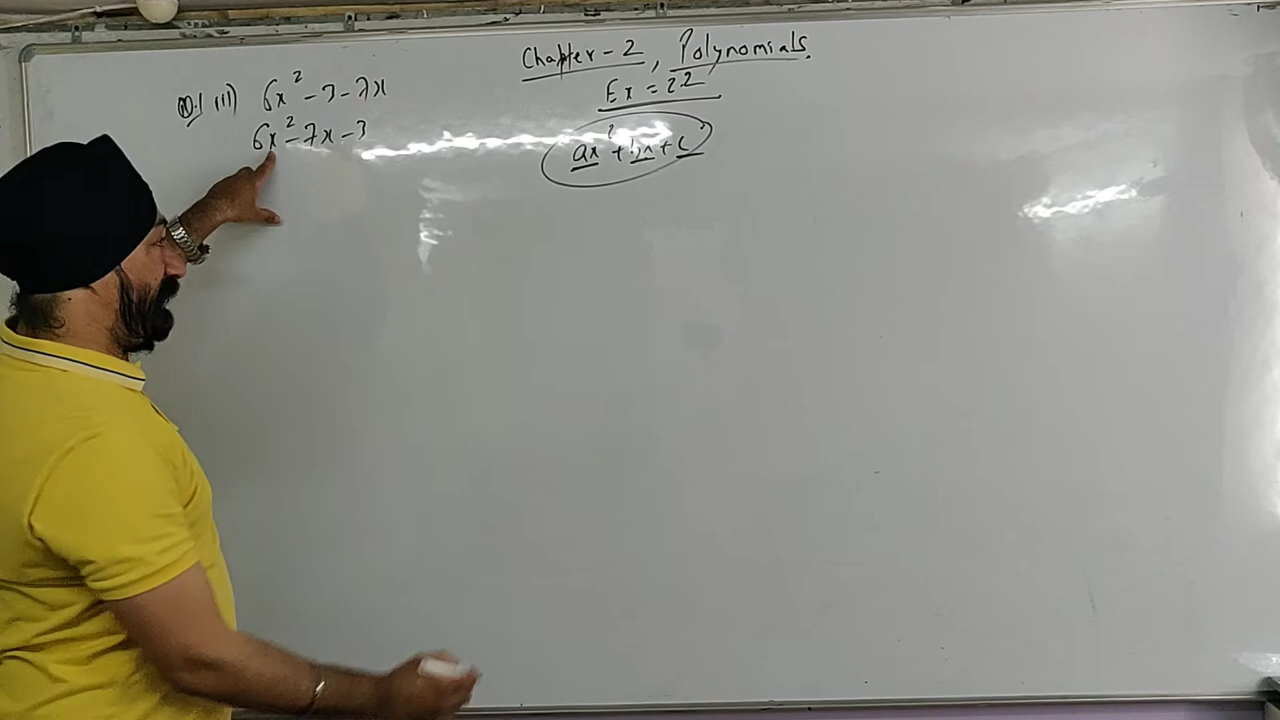 Chapter-2, Polynomials.
Ex = 2.2
Q.1 (iii) 6x² - 3 - 7x
6x² - 7x - 3
ax² + bx + c